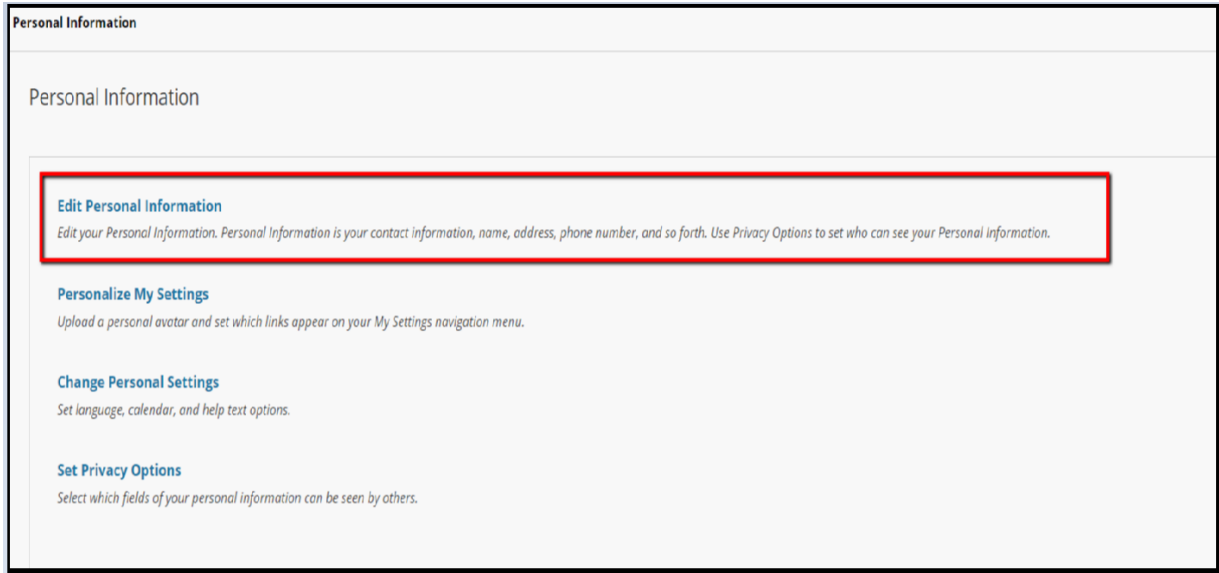 Personal Information
Personal Information
Edit Personal Information
Edit your Personal Information. Personal Information is your contact information, name, address, phone number, and so forth. Use Privacy Options to set who can see your Personal Information.
Personalize My Settings
Upload a personal avatar and set which links appear on your My Settings navigation menu.
Change Personal Settings
Set language, calendar, and help text options.
Set Privacy Options
Select which fields of your personal information can be seen by others.